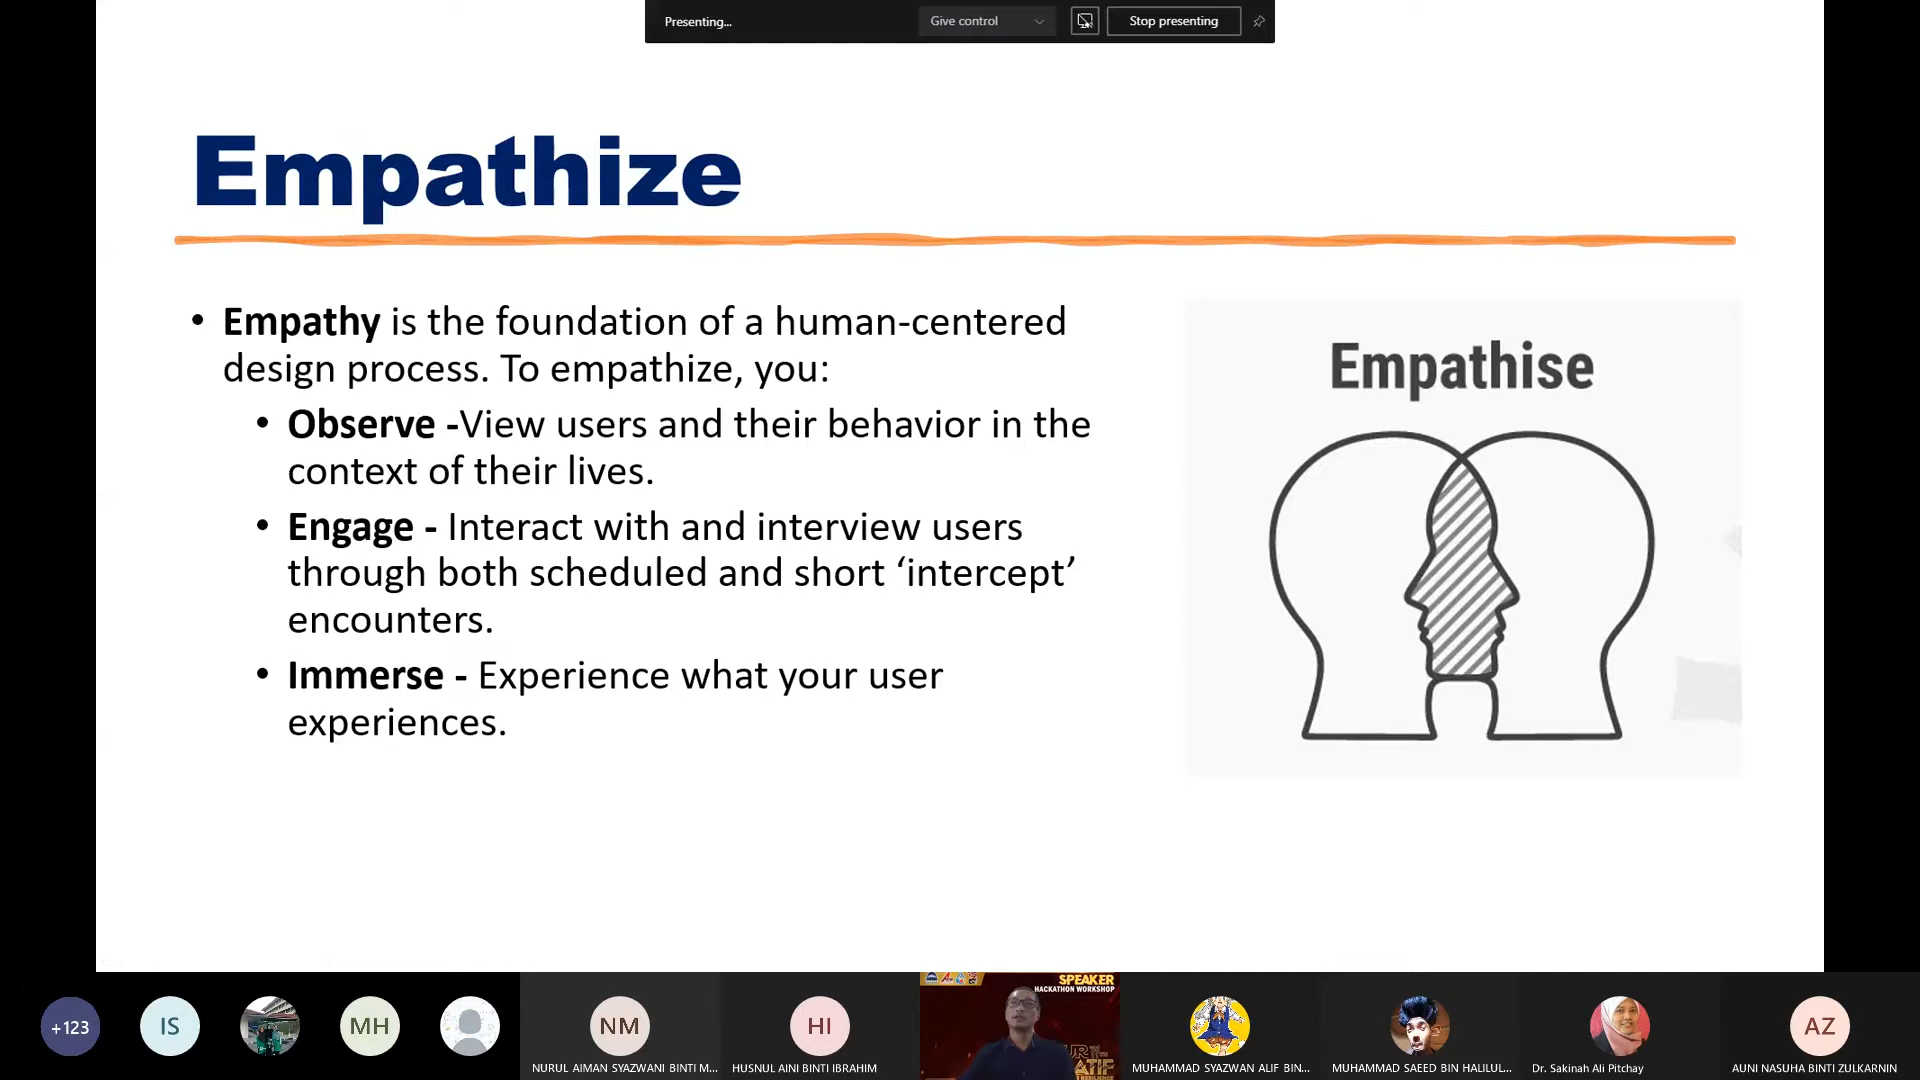 Presenting...
Give control
Stop presenting
Empathize
• Empathy is the foundation of a human-centered
design process. To empathize, you:
• Observe -View users and their behavior in the
context of their lives.
• Engage - Interact with and interview users
through both scheduled and short ‘intercept’
encounters.
• Immerse - Experience what your user
experiences.
Empathise
+123
IS
MH
NM
HI
SPEAKER
HACKATHON WORKSHOP
AZ
NURUL AIMAN SYAZWANI BINTI M...
HUSNUL AINI BINTI IBRAHIM
MUHAMMAD SYAZWAN ALIF BIN...
MUHAMMAD SAEED BIN HALILUL...
Dr. Sakinah Ali Pitchay
AUNI NASUHA BINTI ZULKARNIN